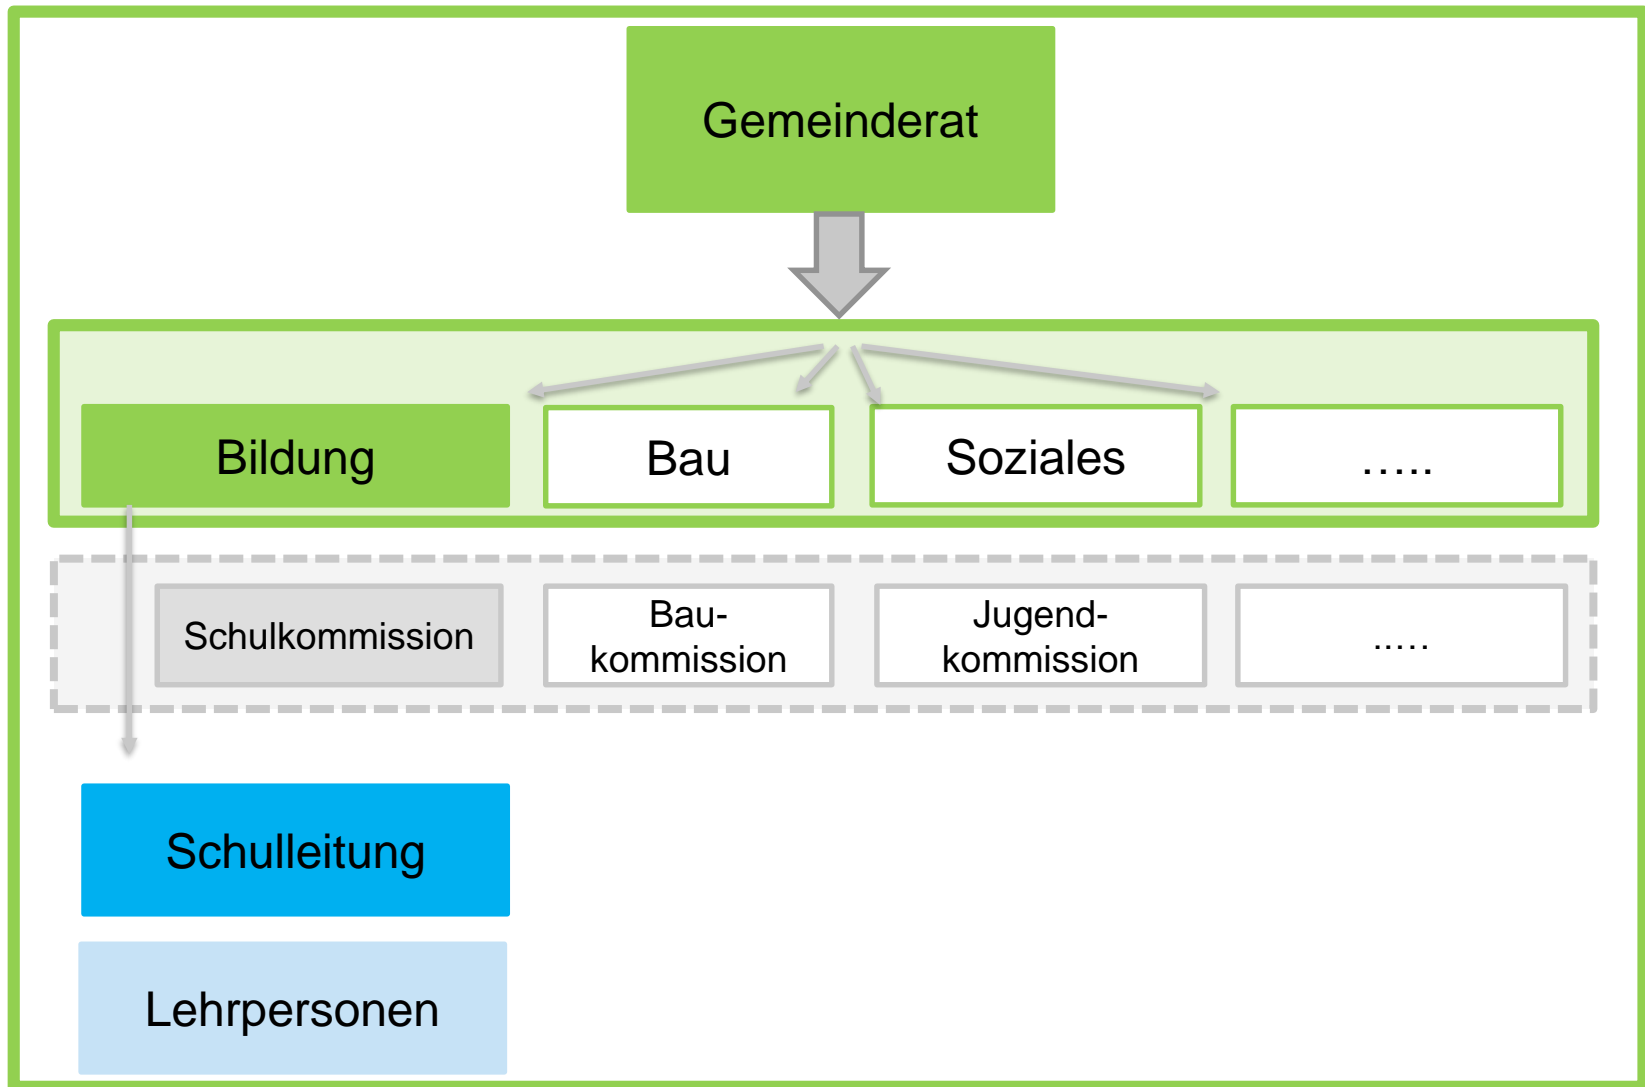 Gemeinderat
Bildung
Bau
Soziales
…..
Schulkommission
Bau-
kommission
Jugend-
kommission
…..
Schulleitung
Lehrpersonen